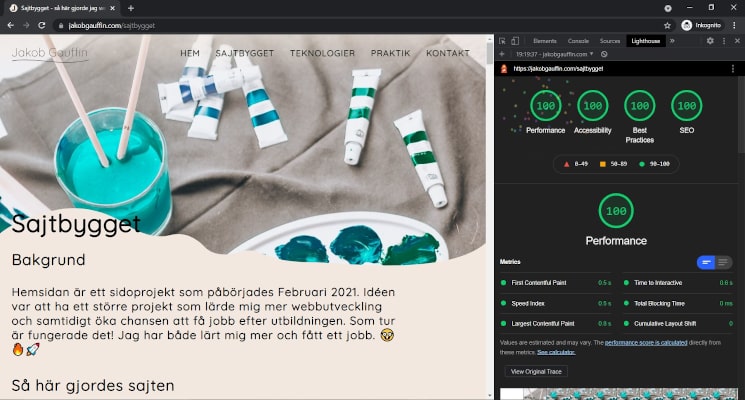 Sajtbygget - så här gjorde jag we
jakobgauffin.com/sajtbygget
Inkognito
Jakob Gauffin
HEM SAJTBYGGET TEKNOLOGIER PRAKTIK KONTAKT
Sajtbygget
Bakgrund
Hemsidan är ett sidoprojekt som påbörjades Februari 2021. Idéen
var att ha ett större projekt som lärde mig mer webbutveckling
och samtidigt öka chansen att få jobb efter utbildningen. Som tur
är fungerade det! Jag har både lärt mig mer och fått ett jobb. 🤓
🔥🚀
Så här gjordes sajten
Elements Console Sources Lighthouse »
19:19:37 - jakobgauffin.com
https://jakobgauffin.com/sajtbygget
100 100 100 100
Performance Accessibility Best Practices SEO
0–49 50–89 90–100
100
Performance
Metrics
First Contentful Paint 0.5 s
Time to Interactive 0.6 s
Speed Index 0.5 s
Total Blocking Time 0 ms
Largest Contentful Paint 0.8 s
Cumulative Layout Shift 0
Values are estimated and may vary. The performance score is calculated directly from
these metrics. See calculator.
View Original Trace